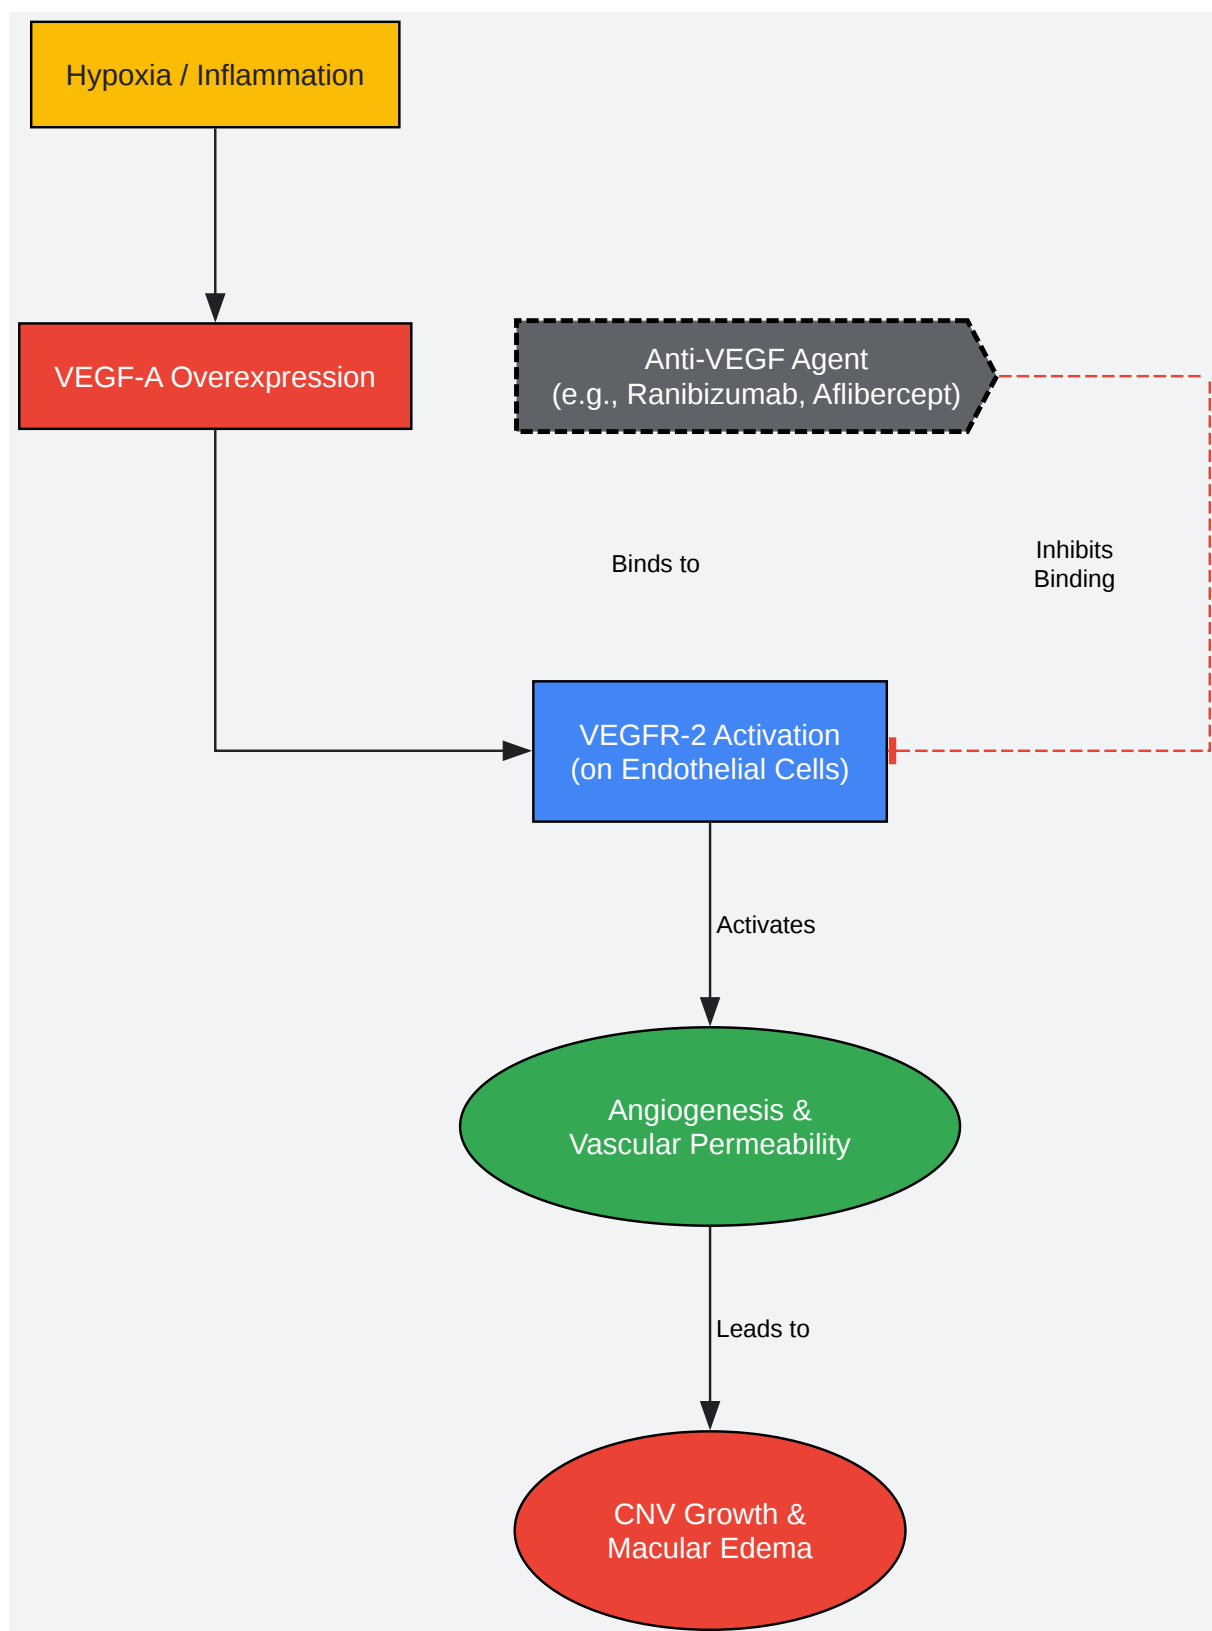 Hypoxia / Inflammation
VEGF-A Overexpression
Anti-VEGF Agent
(e.g., Ranibizumab, Aflibercept)
Binds to
Inhibits
Binding
VEGFR-2 Activation
(on Endothelial Cells)
Activates
Angiogenesis &
Vascular Permeability
Leads to
CNV Growth &
Macular Edema